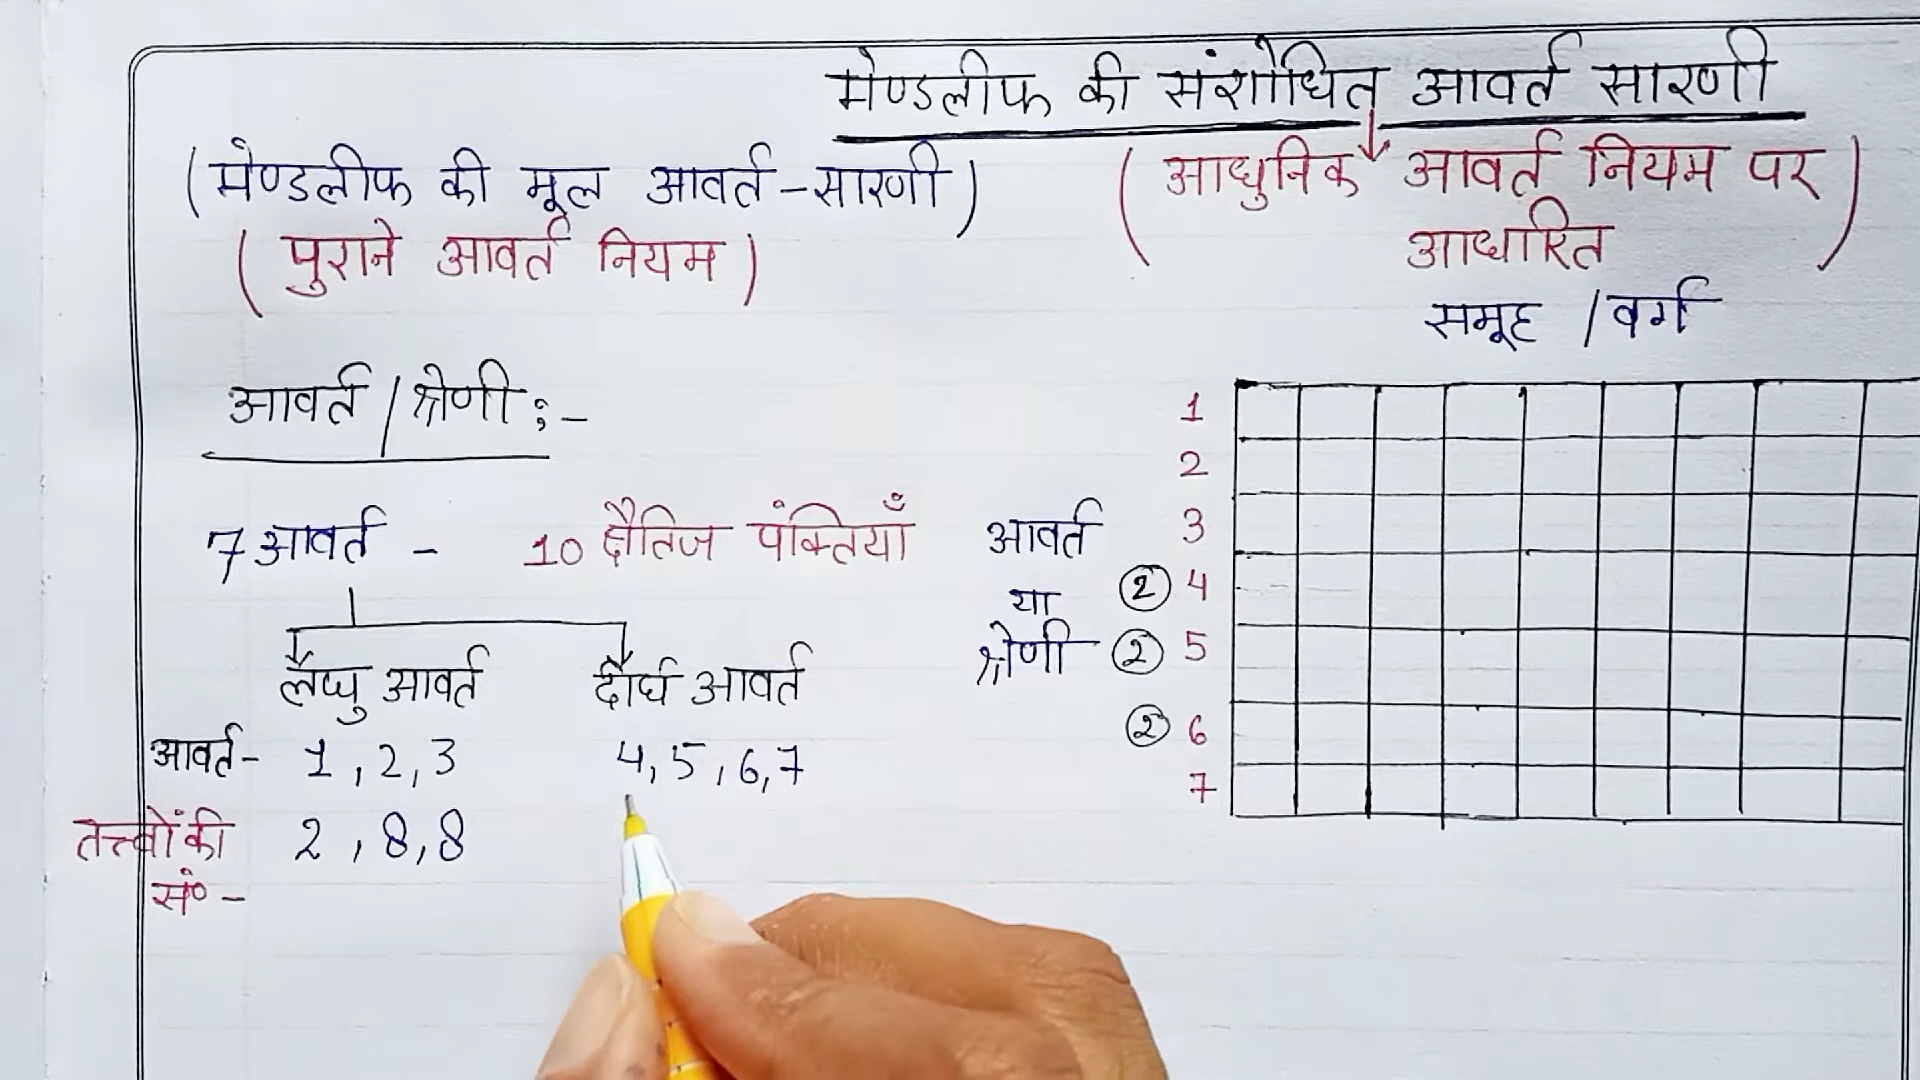 मेण्डलीफ की संशोधित आवर्त सारणी
(मेण्डलीफ की मूल आवर्त-सारणी)
(पुराने आवर्त नियम)
(आधुनिक आवर्त नियम पर
आधारित)
समूह / वर्ग
आवर्त / श्रेणी :-
7 आवर्त - 10 क्षैतिज पंक्तियाँ
लघु आवर्त दीर्घ आवर्त
आवर्त- 1, 2, 3 4, 5, 6, 7
तत्त्वों की 2, 8, 8
सं० -
आवर्त
या
श्रेणी
1
2
3
② 4
② 5
② 6
7